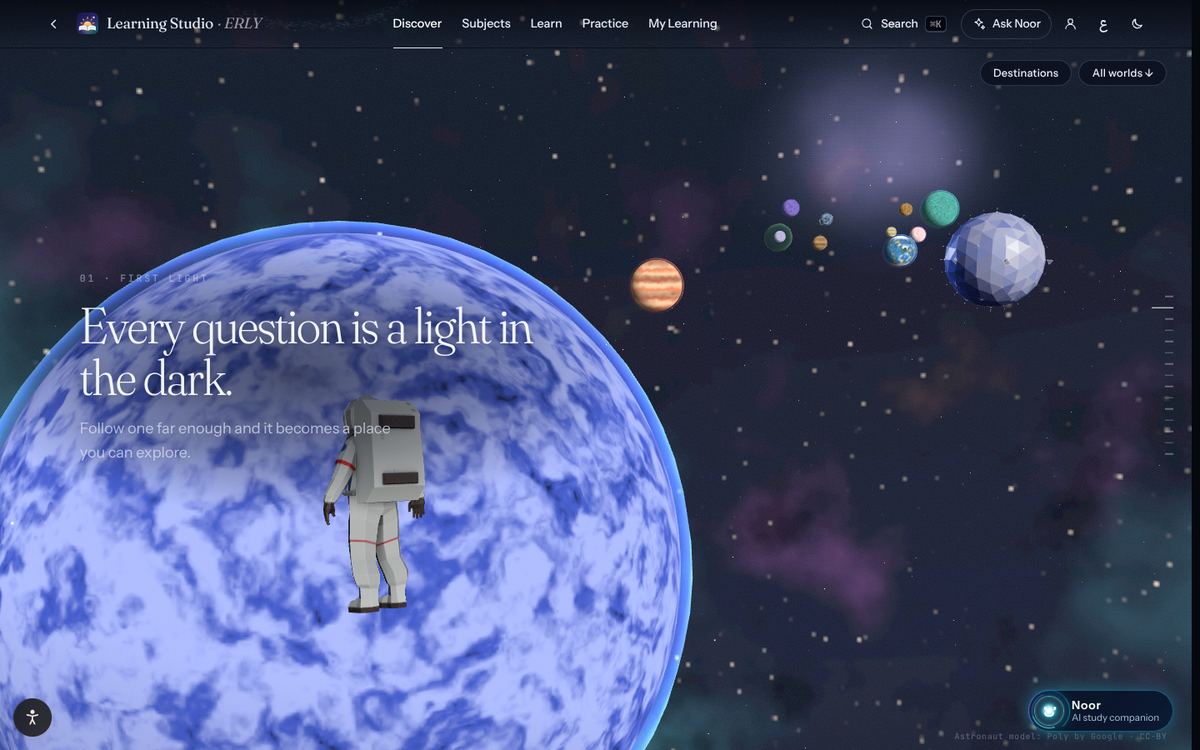 Learning Studio · ERLY
Discover
Subjects
Learn
Practice
My Learning
Search ⌘K
Ask Noor
ع
Destinations
All worlds ↓
01 · FIRST LIGHT
Every question is a light in
the dark.
Follow one far enough and it becomes a place
you can explore.
Noor
AI study companion
Astronaut model: Poly by Google · CC-BY